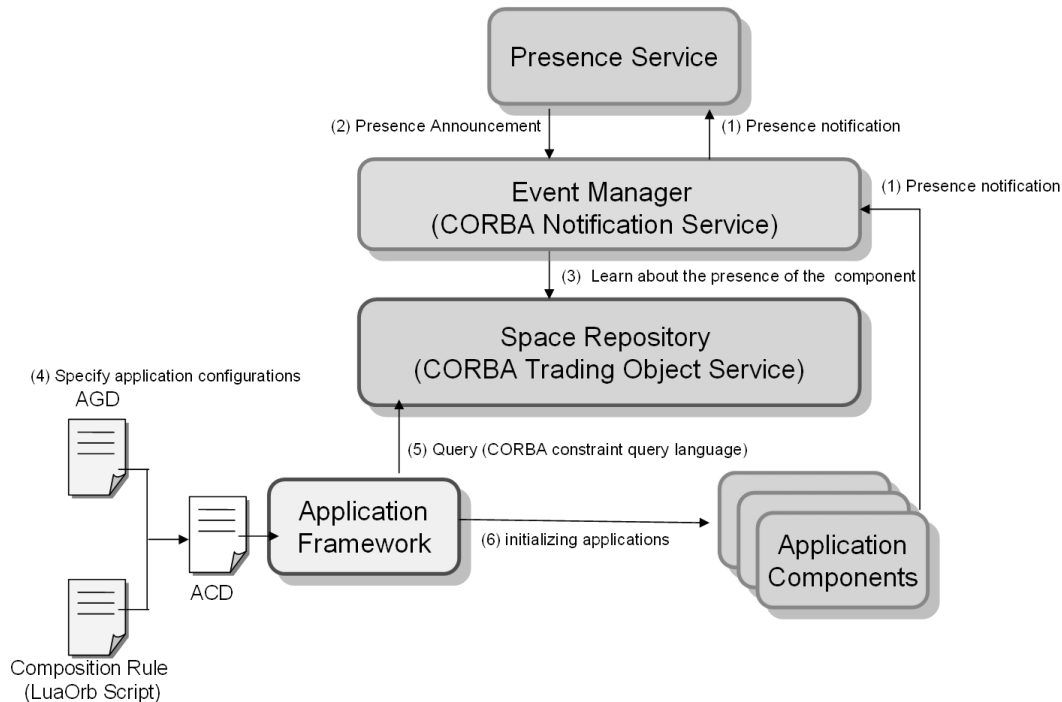 Presence Service
(2) Presence Announcement
(1) Presence notification
(1) Presence notification
Event Manager
(CORBA Notification Service)
(3) Learn about the presence of the component
Space Repository
(CORBA Trading Object Service)
(4) Specify application configurations
AGD
(5) Query (CORBA constraint query language)
Application
Framework
(6) initializing applications
Application
Components
ACD
Composition Rule
(LuaOrb Script)